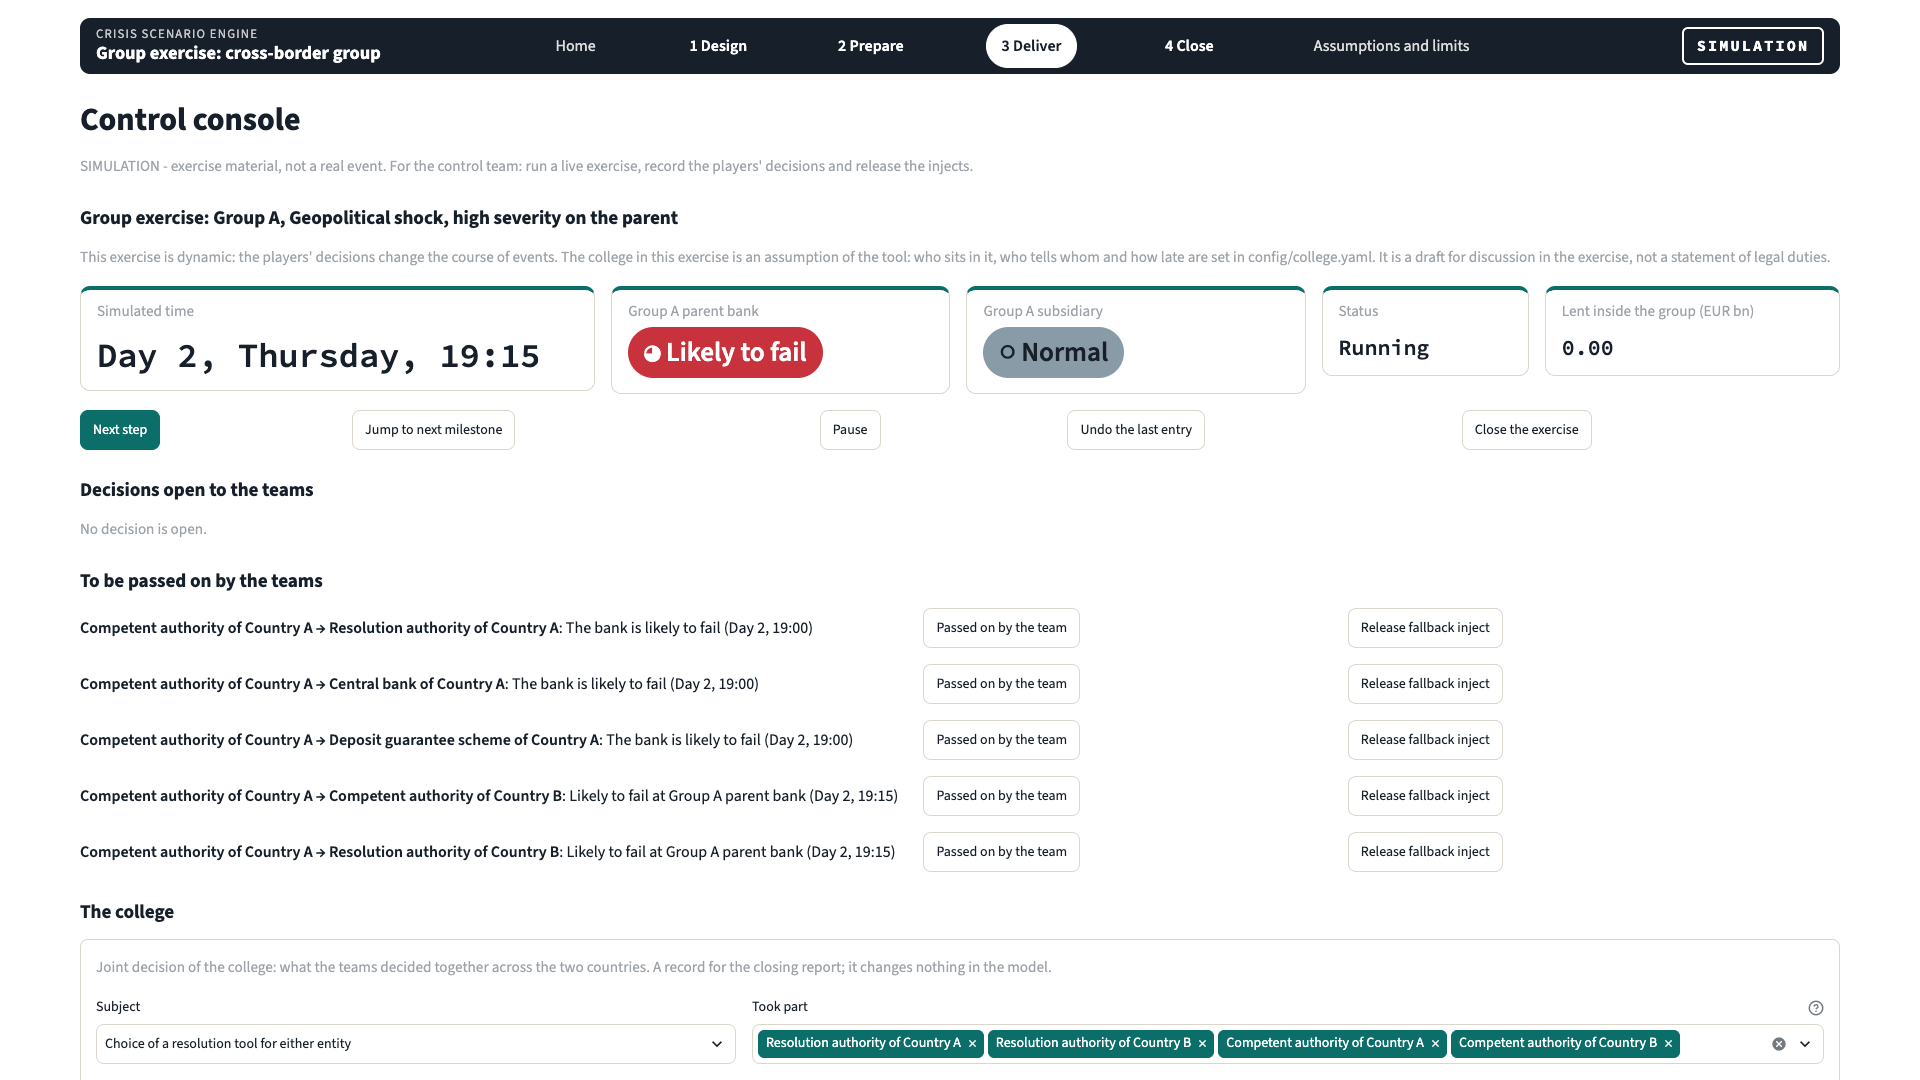 CRISIS SCENARIO ENGINE
Group exercise: cross-border group
Home
1 Design
2 Prepare
3 Deliver
4 Close
Assumptions and limits
SIMULATION
Control console
SIMULATION - exercise material, not a real event. For the control team: run a live exercise, record the players' decisions and release the injects.
Group exercise: Group A, Geopolitical shock, high severity on the parent
This exercise is dynamic: the players' decisions change the course of events. The college in this exercise is an assumption of the tool: who sits in it, who tells whom and how late are set in config/college.yaml. It is a draft for discussion in the exercise, not a statement of legal duties.
Simulated time
Day 2, Thursday, 19:15
Group A parent bank
Likely to fail
Group A subsidiary
Normal
Status
Running
Lent inside the group (EUR bn)
0.00
Next step
Jump to next milestone
Pause
Undo the last entry
Close the exercise
Decisions open to the teams
No decision is open.
To be passed on by the teams
Competent authority of Country A → Resolution authority of Country A: The bank is likely to fail (Day 2, 19:00)
Passed on by the team
Release fallback inject
Competent authority of Country A → Central bank of Country A: The bank is likely to fail (Day 2, 19:00)
Passed on by the team
Release fallback inject
Competent authority of Country A → Deposit guarantee scheme of Country A: The bank is likely to fail (Day 2, 19:00)
Passed on by the team
Release fallback inject
Competent authority of Country A → Competent authority of Country B: Likely to fail at Group A parent bank (Day 2, 19:15)
Passed on by the team
Release fallback inject
Competent authority of Country A → Resolution authority of Country B: Likely to fail at Group A parent bank (Day 2, 19:15)
Passed on by the team
Release fallback inject
The college
Joint decision of the college: what the teams decided together across the two countries. A record for the closing report; it changes nothing in the model.
Subject
Took part
Choice of a resolution tool for either entity
Resolution authority of Country A ×
Resolution authority of Country B ×
Competent authority of Country A ×
Competent authority of Country B ×